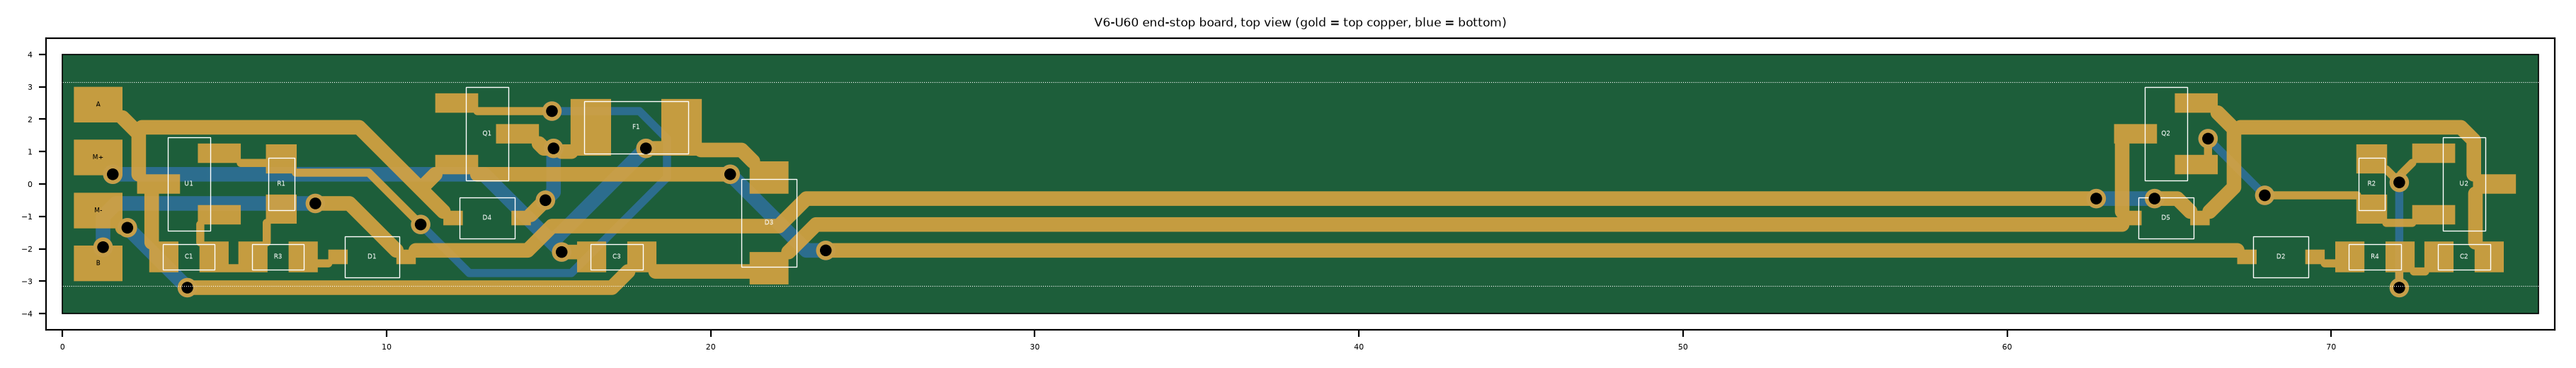 V6-U60 end-stop board, top view (gold = top copper, blue = bottom)
4
3
2
1
0
−1
−2
−3
−4
A
M+
M-
B
U1
R1
C1
R3
D1
Q1
D4
F1
C3
D3
Q2
D5
D2
R2
R4
U2
C2
0 10 20 30 40 50 60 70